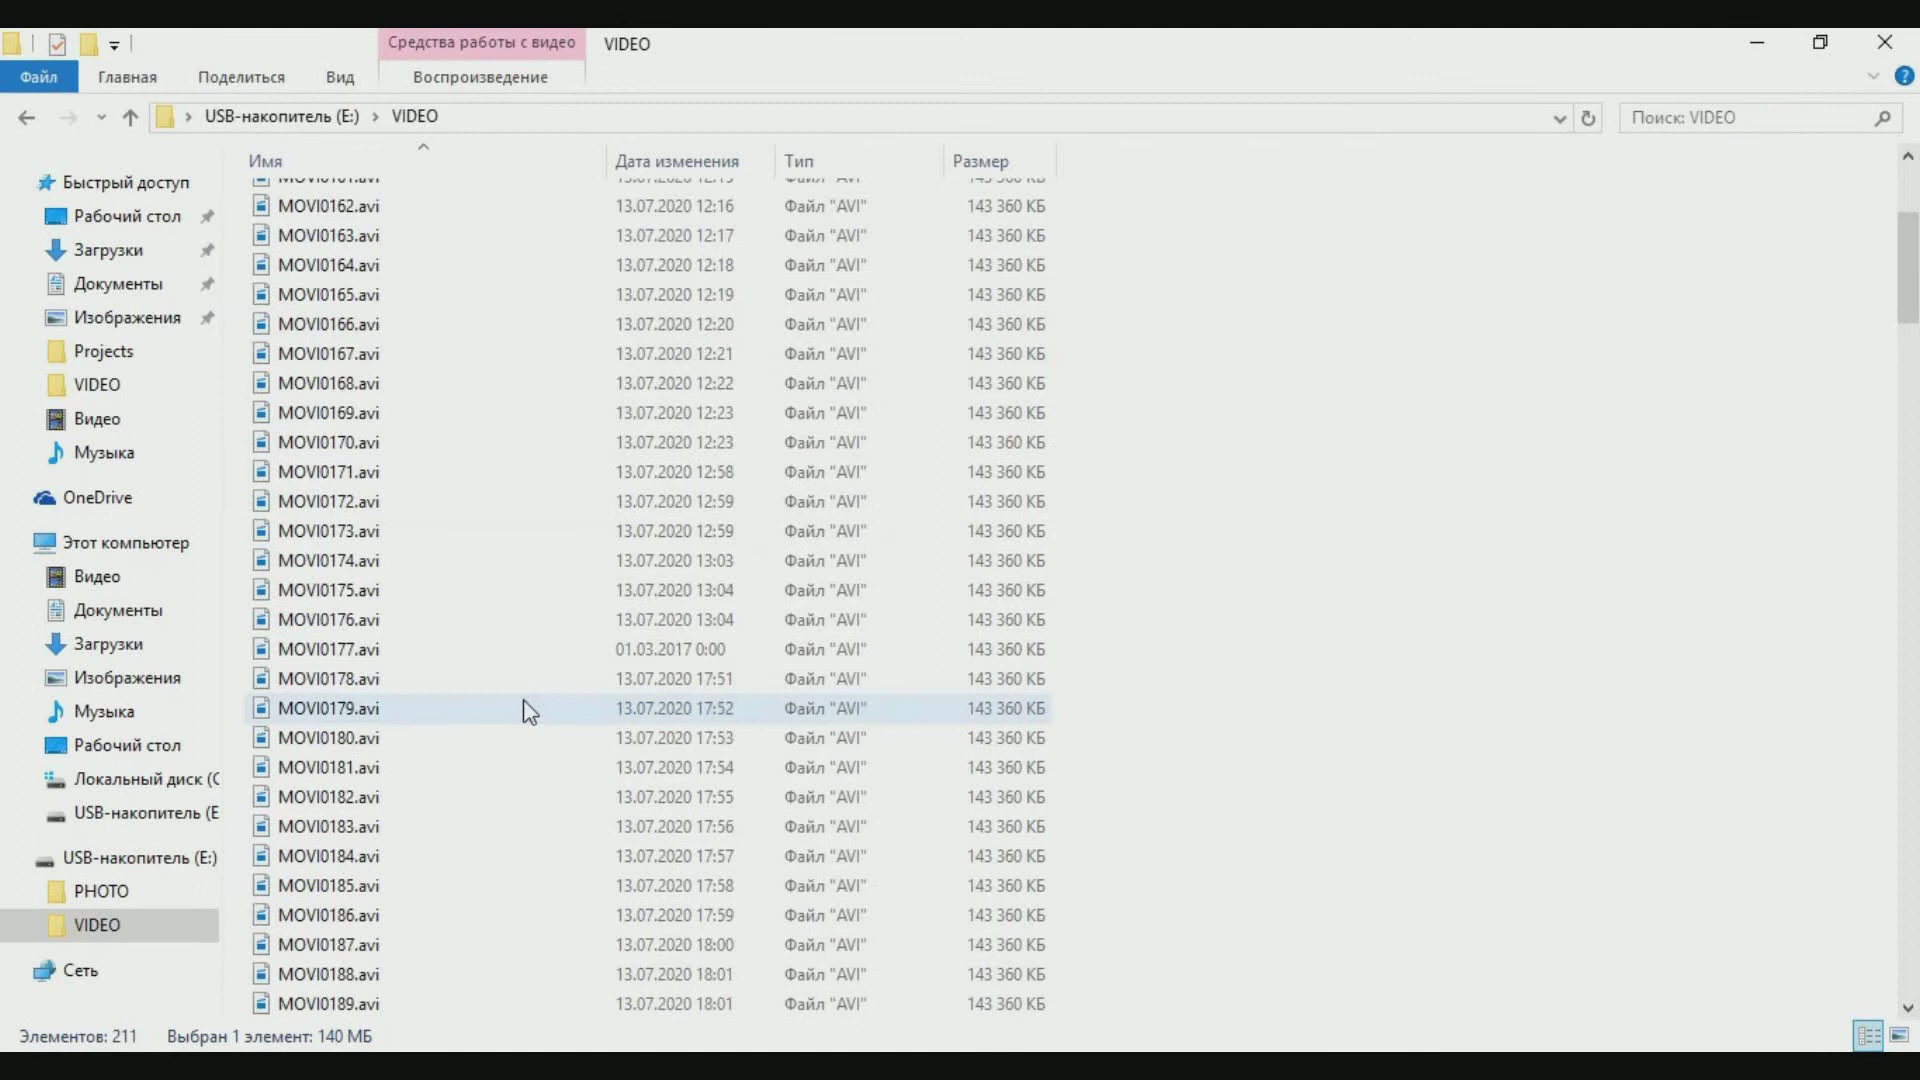 Средства работы с видео VIDEO
Файл Главная Поделиться Вид Воспроизведение
USB-накопитель (E:) VIDEO Поиск: VIDEO
Имя Дата изменения Тип Размер
MOVI0162.avi 13.07.2020 12:16 Файл "AVI" 143 360 КБ
MOVI0163.avi 13.07.2020 12:17 Файл "AVI" 143 360 КБ
MOVI0164.avi 13.07.2020 12:18 Файл "AVI" 143 360 КБ
MOVI0165.avi 13.07.2020 12:19 Файл "AVI" 143 360 КБ
MOVI0166.avi 13.07.2020 12:20 Файл "AVI" 143 360 КБ
MOVI0167.avi 13.07.2020 12:21 Файл "AVI" 143 360 КБ
MOVI0168.avi 13.07.2020 12:22 Файл "AVI" 143 360 КБ
MOVI0169.avi 13.07.2020 12:23 Файл "AVI" 143 360 КБ
MOVI0170.avi 13.07.2020 12:23 Файл "AVI" 143 360 КБ
MOVI0171.avi 13.07.2020 12:58 Файл "AVI" 143 360 КБ
MOVI0172.avi 13.07.2020 12:59 Файл "AVI" 143 360 КБ
MOVI0173.avi 13.07.2020 12:59 Файл "AVI" 143 360 КБ
MOVI0174.avi 13.07.2020 13:03 Файл "AVI" 143 360 КБ
MOVI0175.avi 13.07.2020 13:04 Файл "AVI" 143 360 КБ
MOVI0176.avi 13.07.2020 13:04 Файл "AVI" 143 360 КБ
MOVI0177.avi 01.03.2017 0:00 Файл "AVI" 143 360 КБ
MOVI0178.avi 13.07.2020 17:51 Файл "AVI" 143 360 КБ
MOVI0179.avi 13.07.2020 17:52 Файл "AVI" 143 360 КБ
MOVI0180.avi 13.07.2020 17:53 Файл "AVI" 143 360 КБ
MOVI0181.avi 13.07.2020 17:54 Файл "AVI" 143 360 КБ
MOVI0182.avi 13.07.2020 17:55 Файл "AVI" 143 360 КБ
MOVI0183.avi 13.07.2020 17:56 Файл "AVI" 143 360 КБ
MOVI0184.avi 13.07.2020 17:57 Файл "AVI" 143 360 КБ
MOVI0185.avi 13.07.2020 17:58 Файл "AVI" 143 360 КБ
MOVI0186.avi 13.07.2020 17:59 Файл "AVI" 143 360 КБ
MOVI0187.avi 13.07.2020 18:00 Файл "AVI" 143 360 КБ
MOVI0188.avi 13.07.2020 18:01 Файл "AVI" 143 360 КБ
MOVI0189.avi 13.07.2020 18:01 Файл "AVI" 143 360 КБ
Быстрый доступ
Рабочий стол
Загрузки
Документы
Изображения
Projects
VIDEO
Видео
Музыка
OneDrive
Этот компьютер
Видео
Документы
Загрузки
Изображения
Музыка
Рабочий стол
Локальный диск (C
USB-накопитель (E
USB-накопитель (E:)
PHOTO
VIDEO
Сеть
Элементов: 211 Выбран 1 элемент: 140 МБ